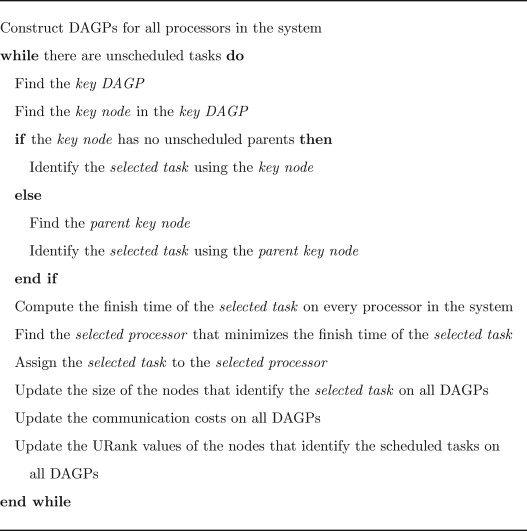 Construct DAGPs for all processors in the system
while there are unscheduled tasks do
Find the key DAGP
Find the key node in the key DAGP
if the key node has no unscheduled parents then
Identify the selected task using the key node
else
Find the parent key node
Identify the selected task using the parent key node
end if
Compute the finish time of the selected task on every processor in the system
Find the selected processor that minimizes the finish time of the selected task
Assign the selected task to the selected processor
Update the size of the nodes that identify the selected task on all DAGPs
Update the communication costs on all DAGPs
Update the URank values of the nodes that identify the scheduled tasks on
all DAGPs
end while